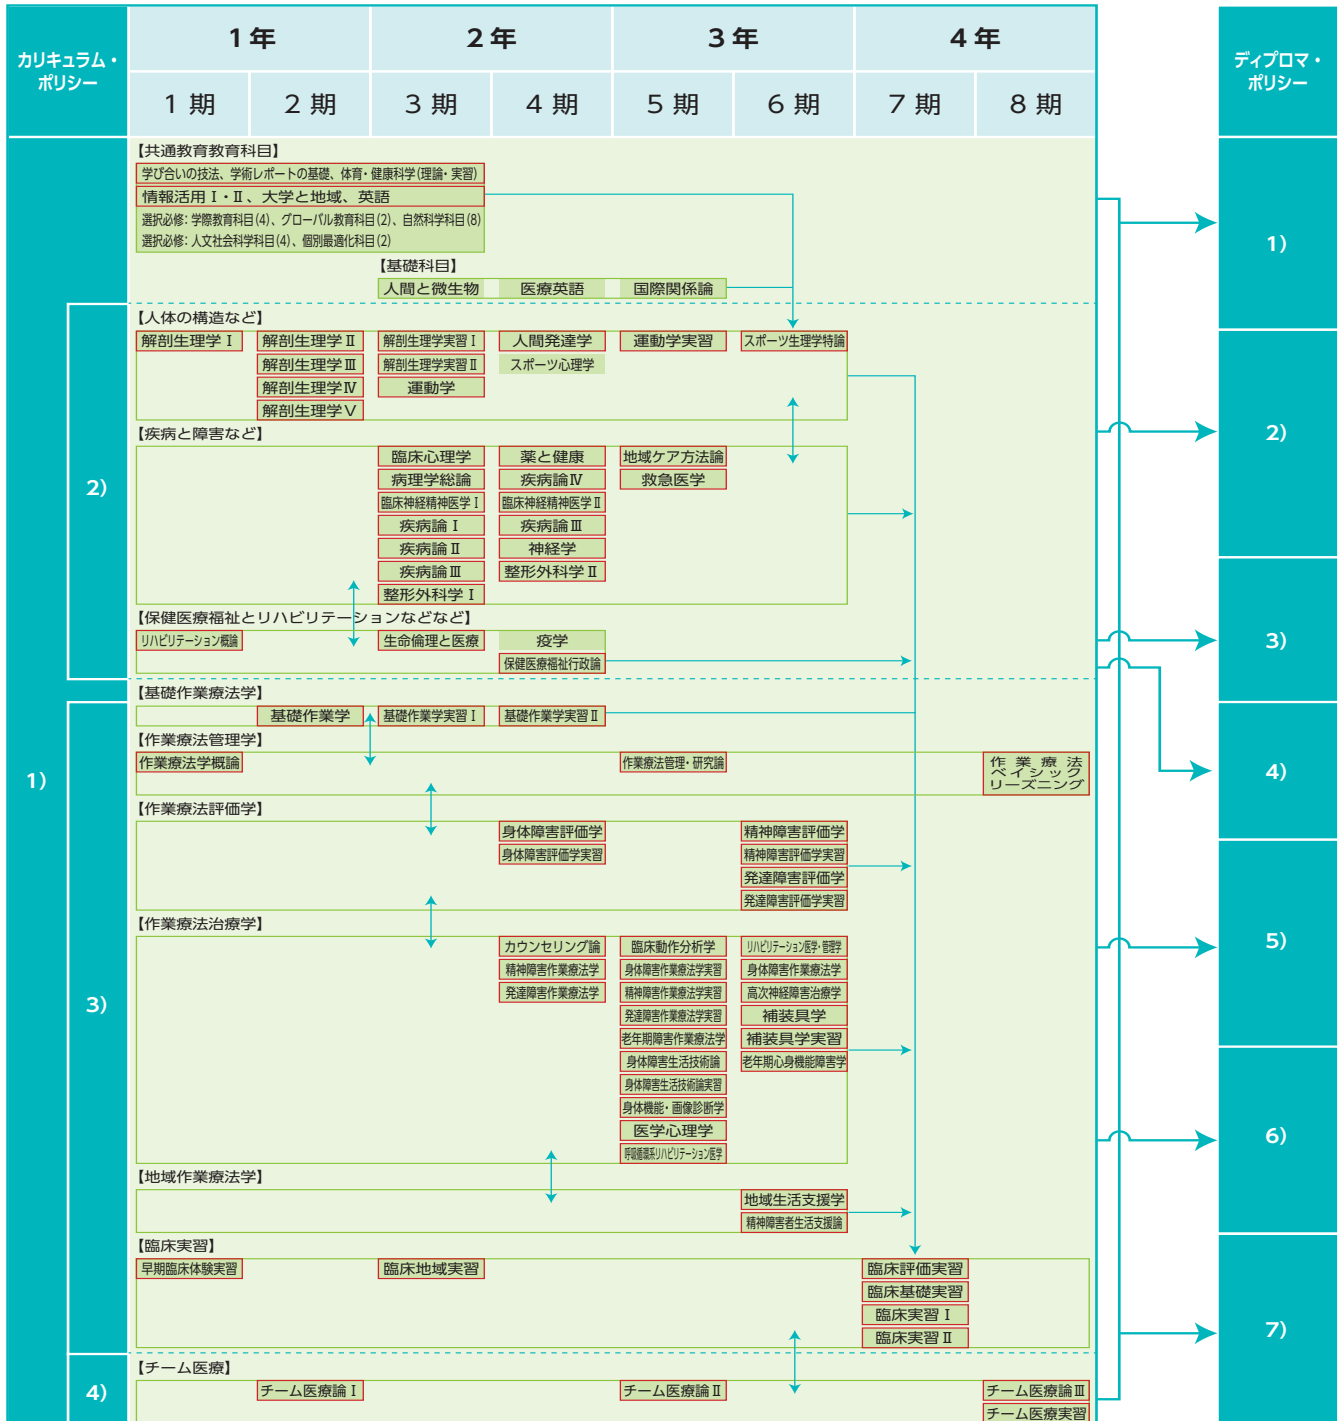 カリキュラム・
ポリシー
1年
2年
3年
4年
1 期
2 期
3 期
4 期
5 期
6 期
7 期
8 期
ディプロマ・
ポリシー
【共通教育教育科目】
学び合いの技法、学術レポートの基礎、体育・健康科学(理論・実習)
情報活用Ⅰ・Ⅱ、大学と地域、英語
選択必修：学際教育科目(4)、グローバル教育科目(2)、自然科学科目(8)
選択必修：人文社会科学科目(4)、個別最適化科目(2)
【基礎科目】
人間と微生物
医療英語
国際関係論
1)
【人体の構造など】
解剖生理学Ⅰ
解剖生理学Ⅱ
解剖生理学実習Ⅰ
人間発達学
運動学実習
スポーツ生理学特論
解剖生理学Ⅲ
解剖生理学実習Ⅱ
スポーツ心理学
解剖生理学Ⅳ
運動学
解剖生理学Ⅴ
2)
【疾病と障害など】
臨床心理学
薬と健康
地域ケア方法論
病理学総論
疾病論Ⅳ
救急医学
2)
臨床神経精神医学Ⅰ
臨床神経精神医学Ⅱ
疾病論Ⅰ
疾病論Ⅲ
疾病論Ⅱ
神経学
疾病論Ⅲ
整形外科学Ⅱ
整形外科学Ⅰ
【保健医療福祉とリハビリテーションなどなど】
リハビリテーション概論
生命倫理と医療
疫学
3)
保健医療福祉行政論
【基礎作業療法学】
基礎作業学
基礎作業学実習Ⅰ
基礎作業学実習Ⅱ
【作業療法管理学】
作業療法学概論
作業療法管理・研究論
作業療法
ベイシック
リーズニング
1)
4)
【作業療法評価学】
身体障害評価学
精神障害評価学
身体障害評価学実習
精神障害評価学実習
発達障害評価学
発達障害評価学実習
【作業療法治療学】
カウンセリング論
臨床動作分析学
リハビリテーション医学・管理学
5)
精神障害作業療法学
身体障害作業療法学実習
身体障害作業療法学
発達障害作業療法学
精神障害作業療法学実習
高次神経障害治療学
3)
発達障害作業療法学実習
補装具学
老年期障害作業療法学
補装具学実習
身体障害生活技術論
老年期心身機能障害学
身体障害生活技術論実習
身体機能・画像診断学
医学心理学
6)
呼吸循環系リハビリテーション医学
【地域作業療法学】
地域生活支援学
精神障害者生活支援論
【臨床実習】
早期臨床体験実習
臨床地域実習
臨床評価実習
臨床基礎実習
臨床実習Ⅰ
臨床実習Ⅱ
7)
【チーム医療】
4)
チーム医療論Ⅰ
チーム医療論Ⅱ
チーム医療論Ⅲ
チーム医療実習